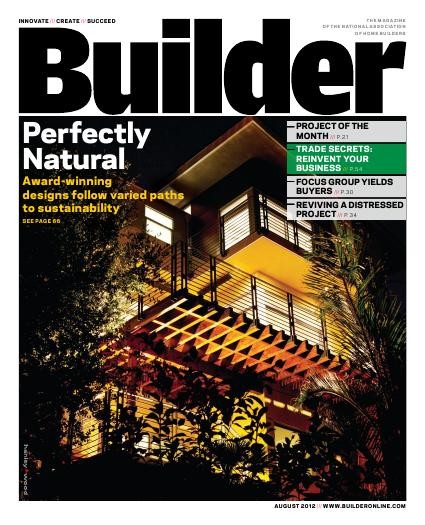 INNOVATE /// CREATE /// SUCCEED
THE MAGAZINE
OF THE NATIONAL ASSOCIATION
OF HOME BUILDERS
Builder
Perfectly
Natural
Award-winning
designs follow varied paths
to sustainability
SEE PAGE 66
PROJECT OF THE
MONTH /// P.21
TRADE SECRETS:
REINVENT YOUR
BUSINESS /// P.54
FOCUS GROUP YIELDS
BUYERS /// P.30
REVIVING A DISTRESSED
PROJECT /// P.34
hanley wood
AUGUST 2012 /// WWW.BUILDERONLINE.COM